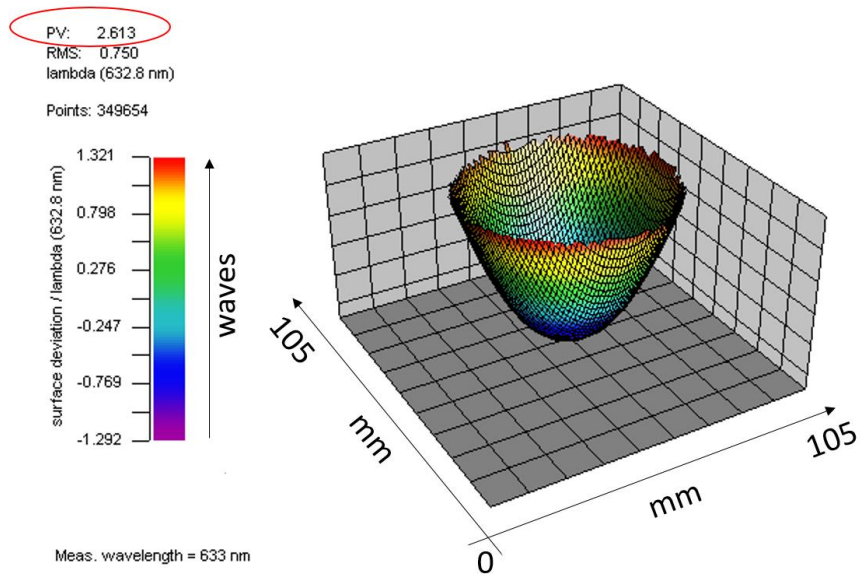 PV: 2.613
RMS: 0.750
lambda (632.8 nm)
Points: 349654
1.321
0.798
0.276
-0.247
-0.769
-1.292
surface deviation / lambda (632.8 nm)
waves
105
mm
0
mm
105
Meas. wavelength = 633 nm